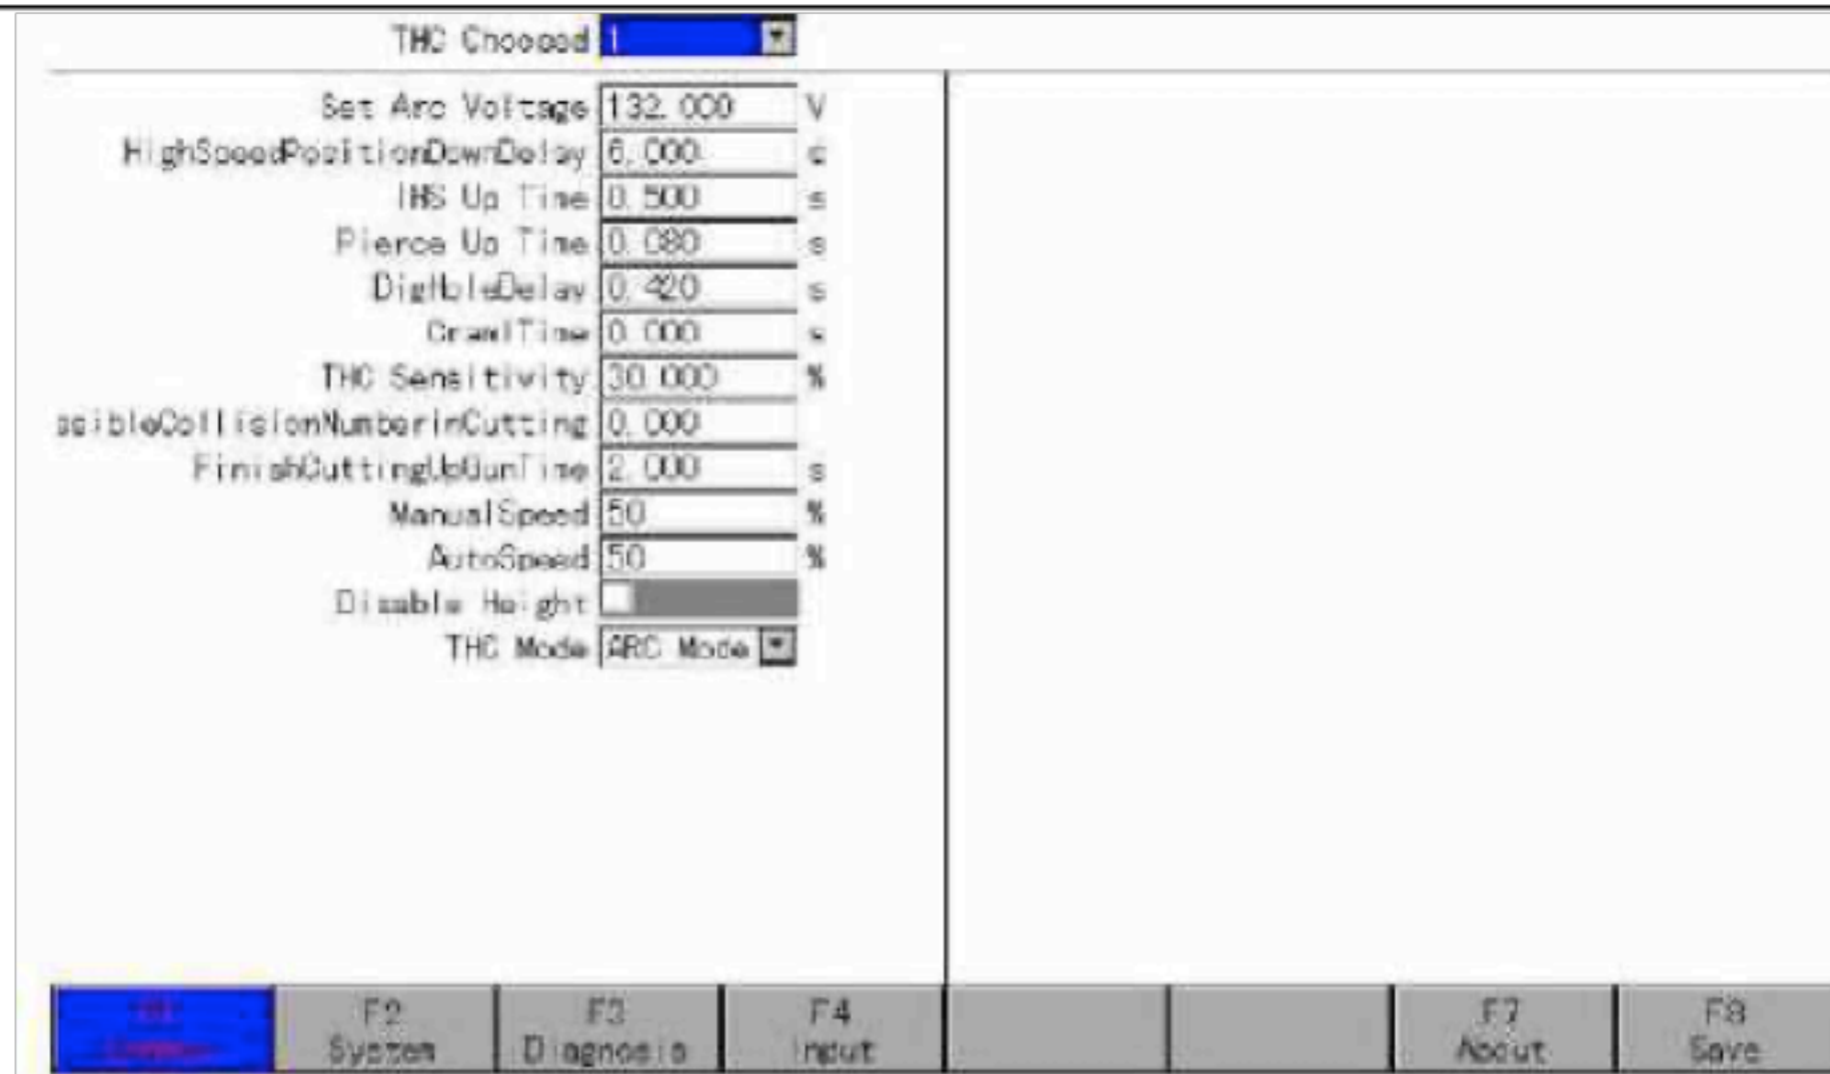 THC Choosed 1
Set Arc Voltage 132.000 V
HighSpeedPositionDownDelay 6.000 s
IHS Up Time 0.500 s
Pierce Up Time 0.080 s
DigHoleDelay 0.420 s
CrawlTime 0.000 s
THC Sensitivity 30.000 %
ssibleCollisionNumberinCutting 0.000
FinishCuttingUpGunTime 2.000 s
ManualSpeed 50 %
AutoSpeed 50 %
Disable Height
THC Mode ARC Mode
F2 F3 F4 F7 F8
System Diagnosis Input About Save